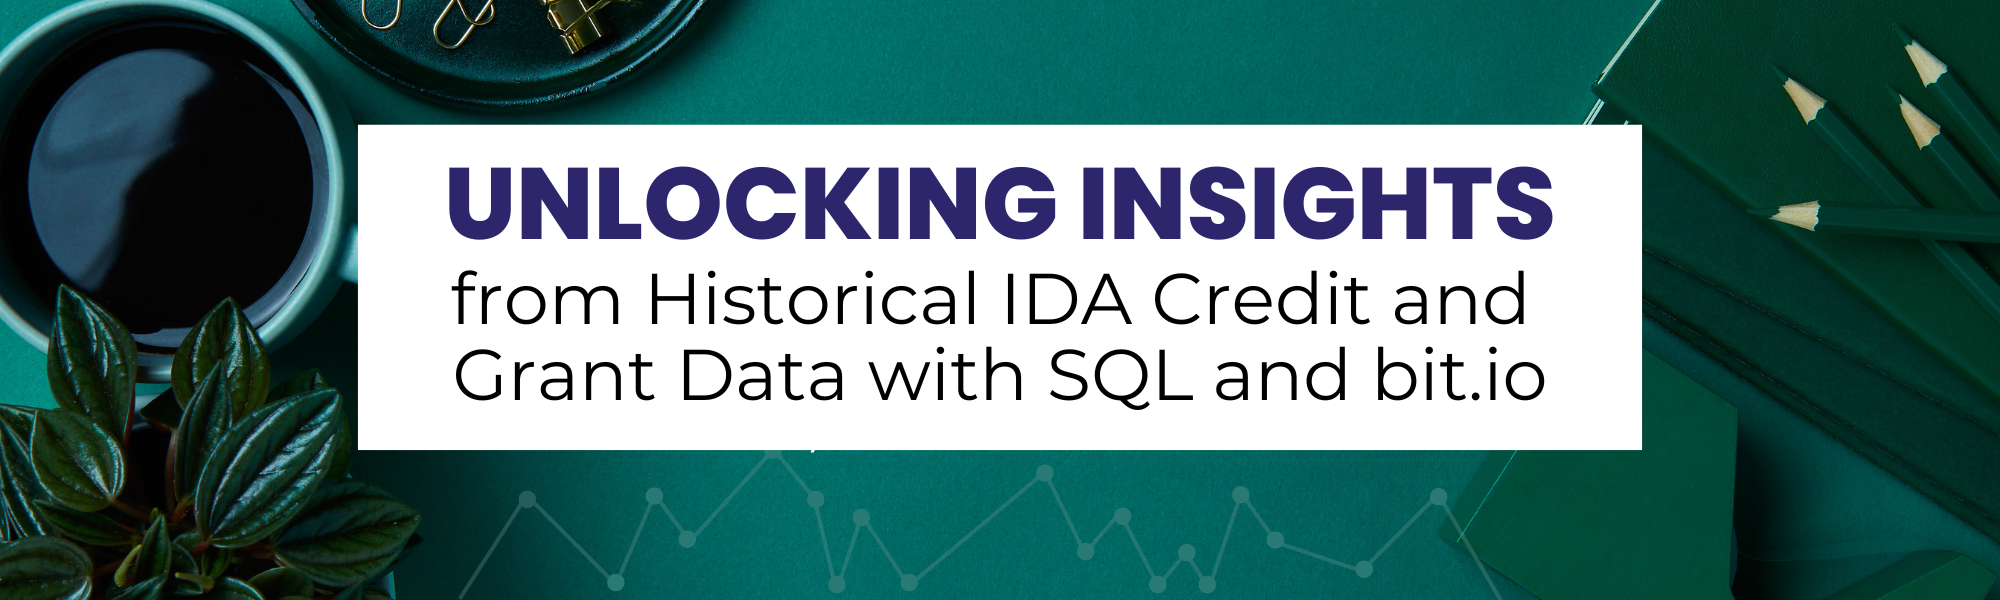 UNLOCKING INSIGHTS
from Historical IDA Credit and
Grant Data with SQL and bit.io